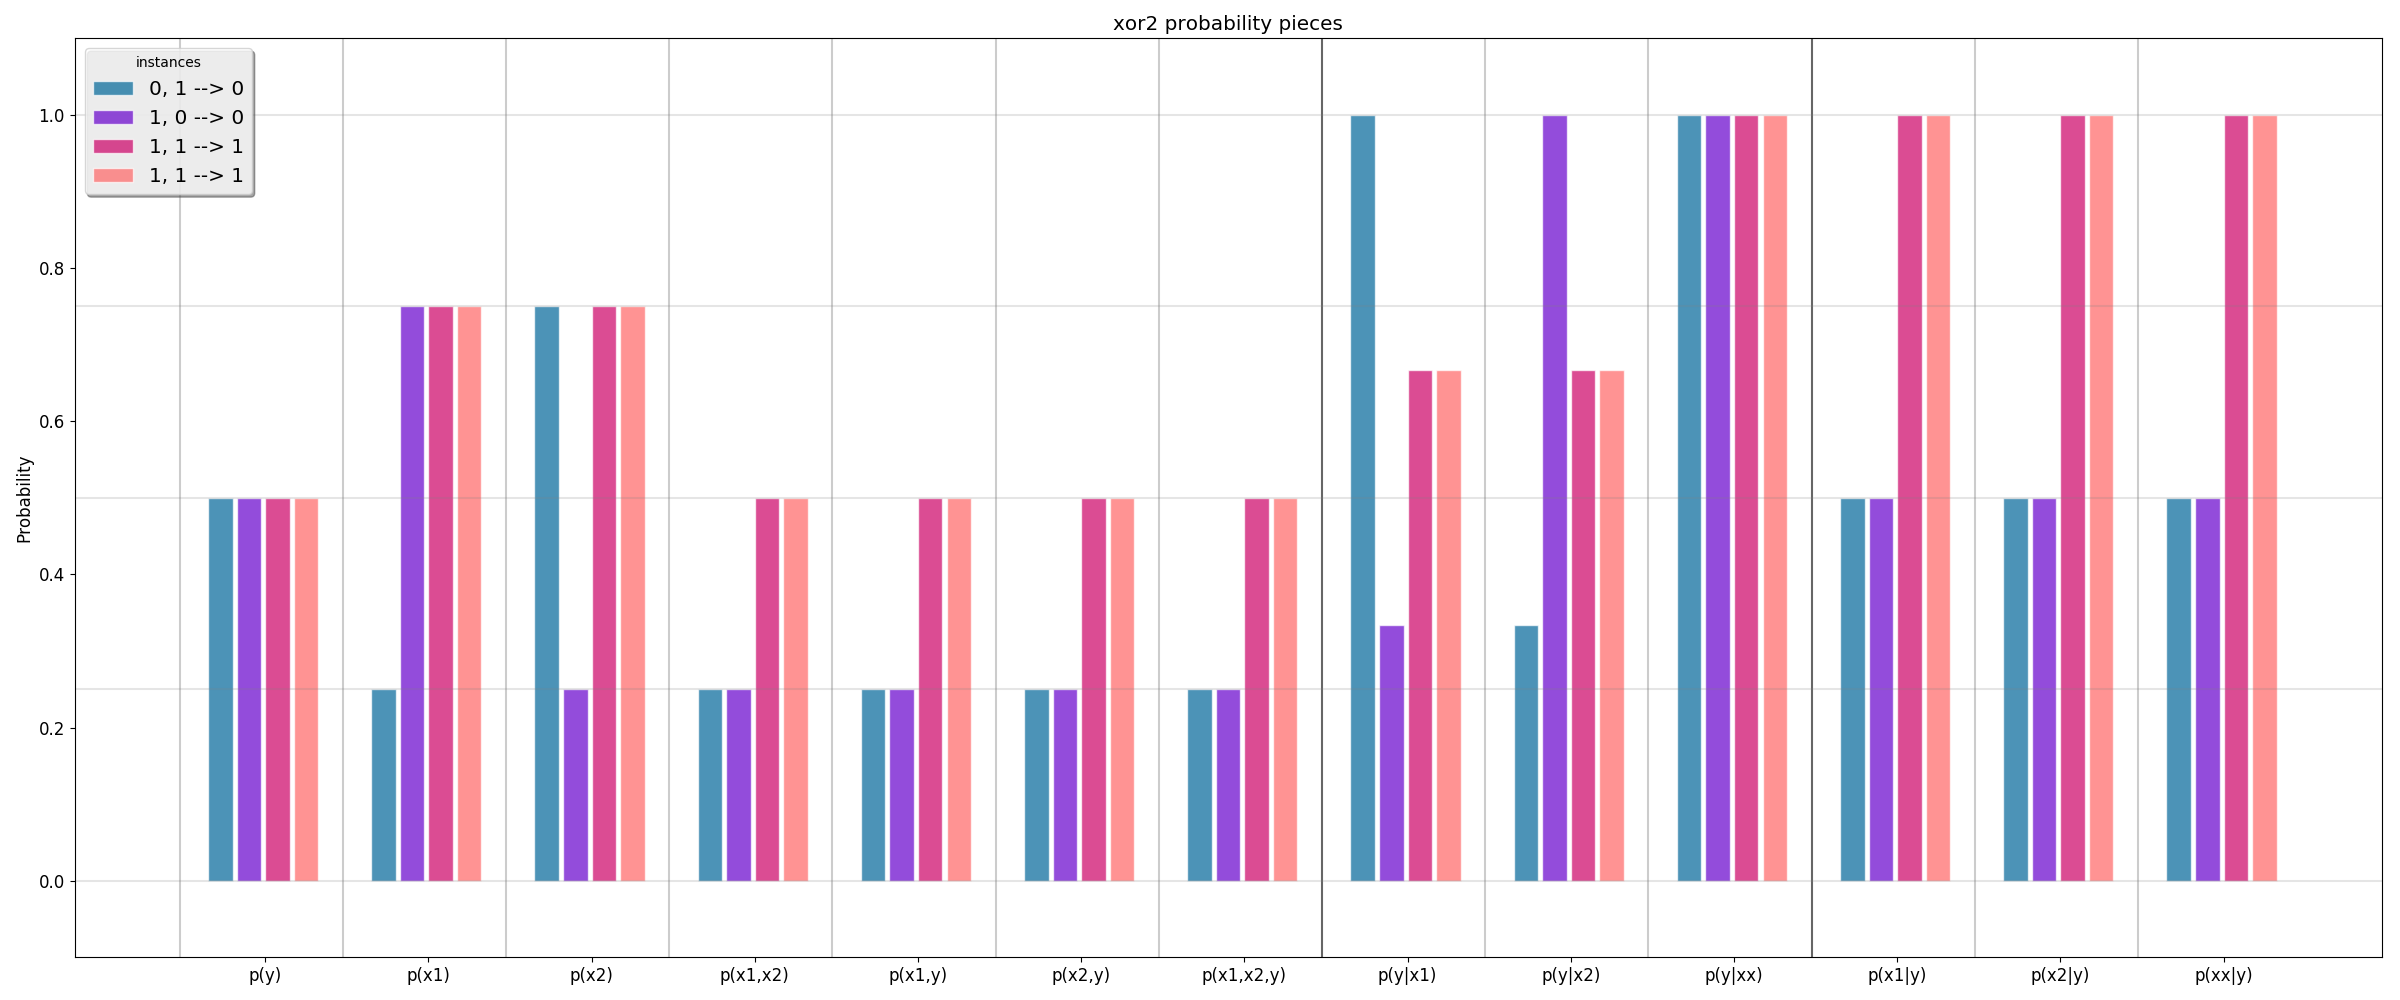 xor2 probability pieces
instances
0, 1 --> 0
1, 0 --> 0
1, 1 --> 1
1, 1 --> 1
Probability
1.0
0.8
0.6
0.4
0.2
0.0
p(y) p(x1) p(x2) p(x1,x2) p(x1,y) p(x2,y) p(x1,x2,y) p(y|x1) p(y|x2) p(y|xx) p(x1|y) p(x2|y) p(xx|y)